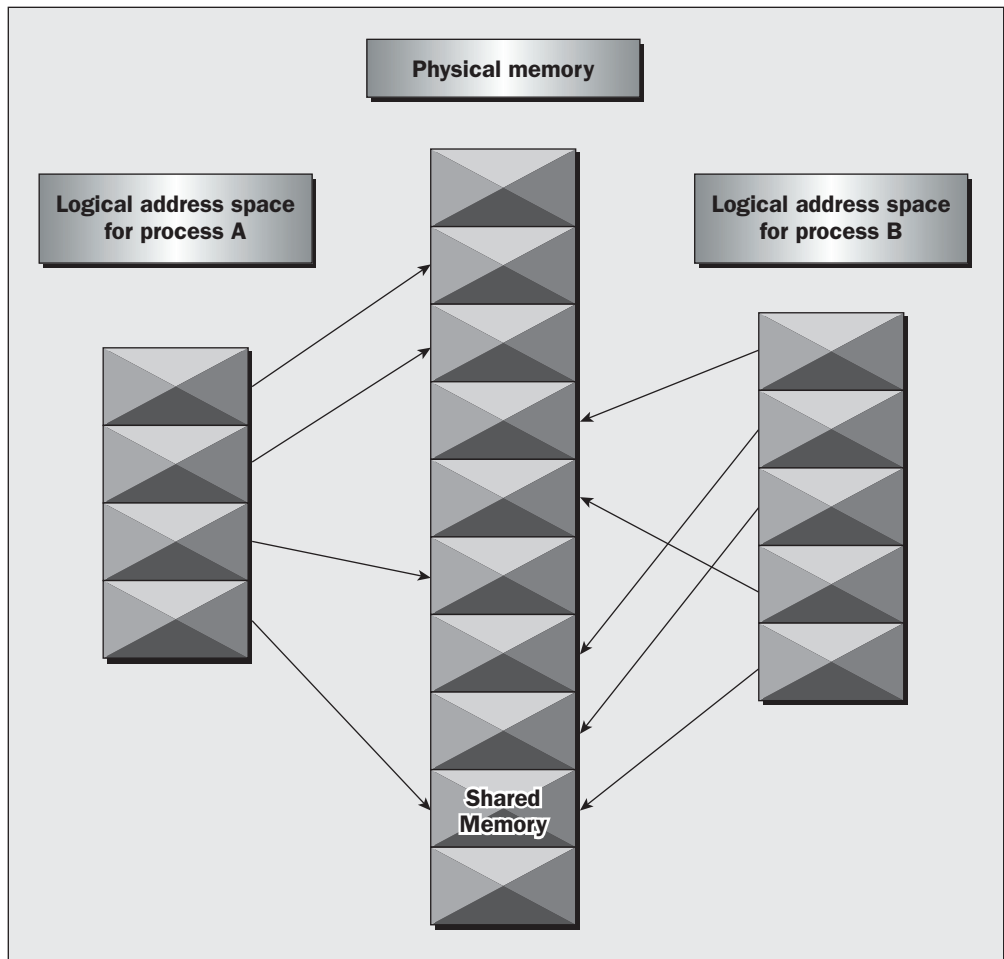 Physical memory
Logical address space
for process A
Logical address space
for process B
Shared
Memory